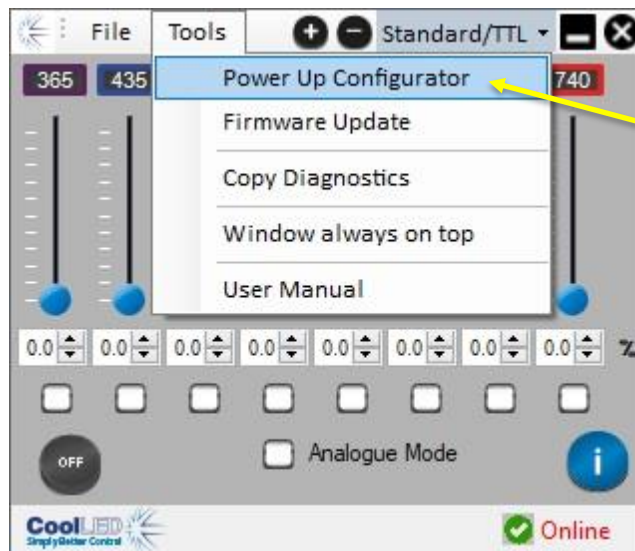 File Tools Standard/TTL
365 435 740
Power Up Configurator
Firmware Update
Copy Diagnostics
Window always on top
User Manual
0.0 0.0 0.0 0.0 0.0 0.0 0.0 0.0 %
OFF Analogue Mode i
CoolLED
Simply Better Control
Online